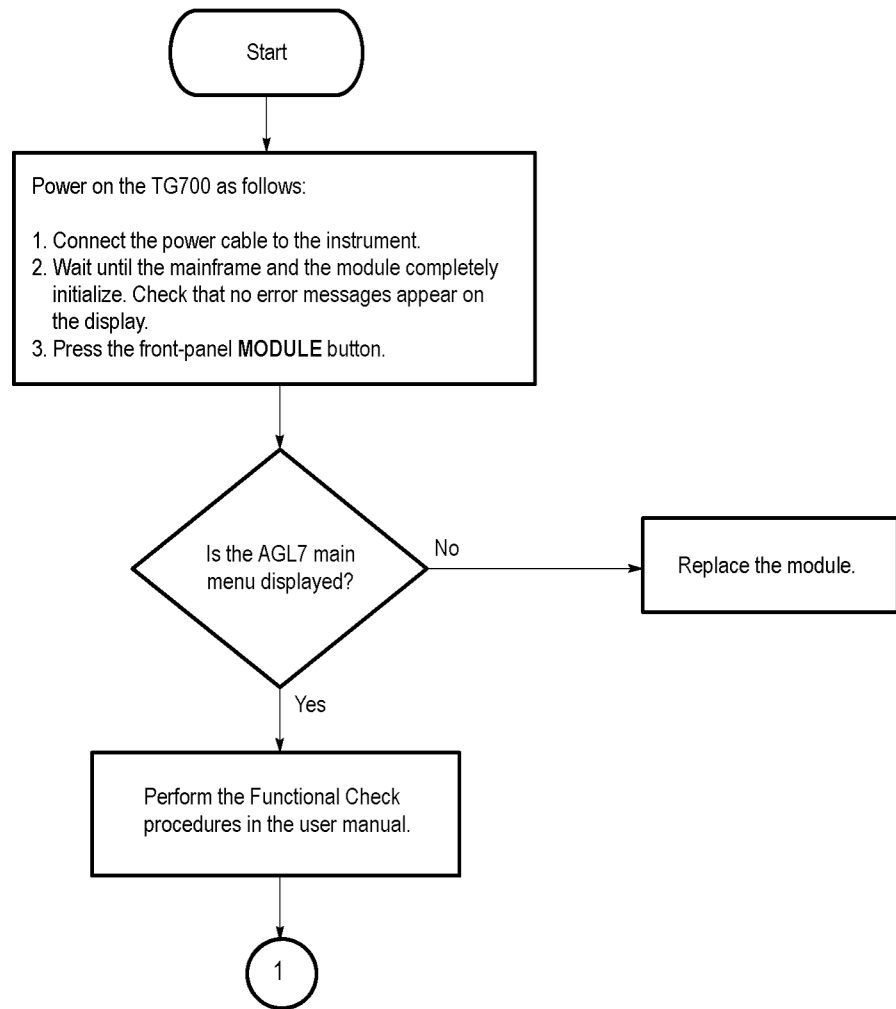 Start
Power on the TG700 as follows:
1. Connect the power cable to the instrument.
2. Wait until the mainframe and the module completely
initialize. Check that no error messages appear on
the display.
3. Press the front-panel MODULE button.
Is the AGL7 main
menu displayed?
No
Replace the module.
Yes
Perform the Functional Check
procedures in the user manual.
1